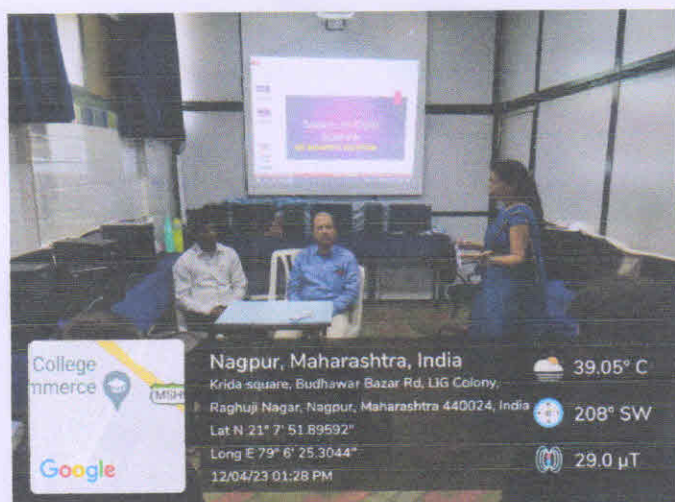 College
mmerce
MSH
Google
Nagpur, Maharashtra, India
Krida square, Budhawar Bazar Rd, LIG Colony,
Raghuji Nagar, Nagpur, Maharashtra 440024, India
Lat N 21° 7' 51.89592"
Long E 79° 6' 25.3044"
12/04/23 01:28 PM
39.05° C
208° SW
29.0 µT